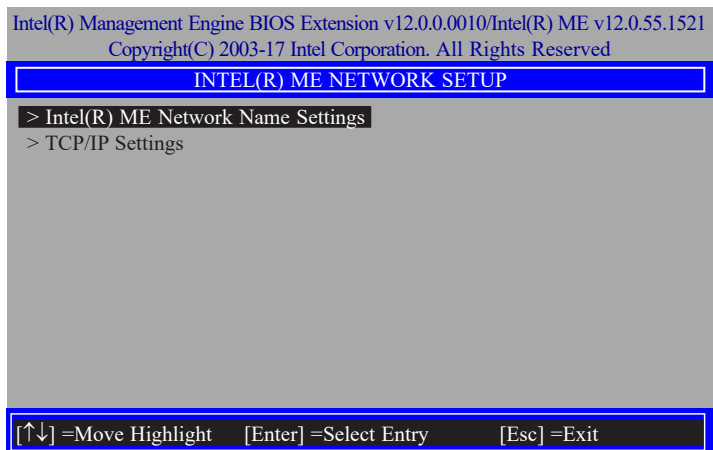 Intel(R) Management Engine BIOS Extension v12.0.0.0010/Intel(R) ME v12.0.55.1521
Copyright(C) 2003-17 Intel Corporation. All Rights Reserved
INTEL(R) ME NETWORK SETUP
> Intel(R) ME Network Name Settings
> TCP/IP Settings
[↑↓] =Move Highlight [Enter] =Select Entry [Esc] =Exit